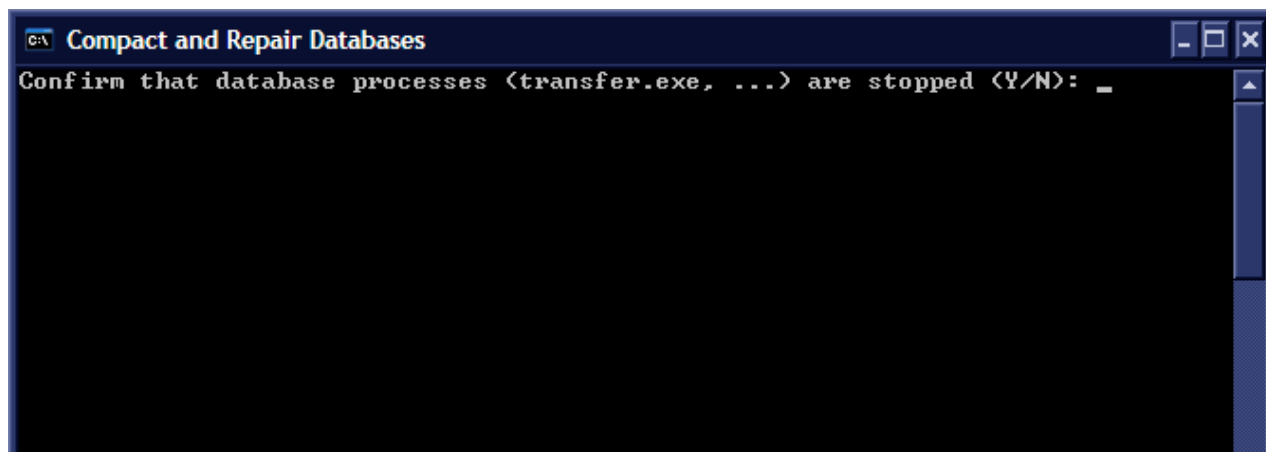 Compact and Repair Databases
Confirm that database processes (transfer.exe, ...) are stopped (Y/N): _